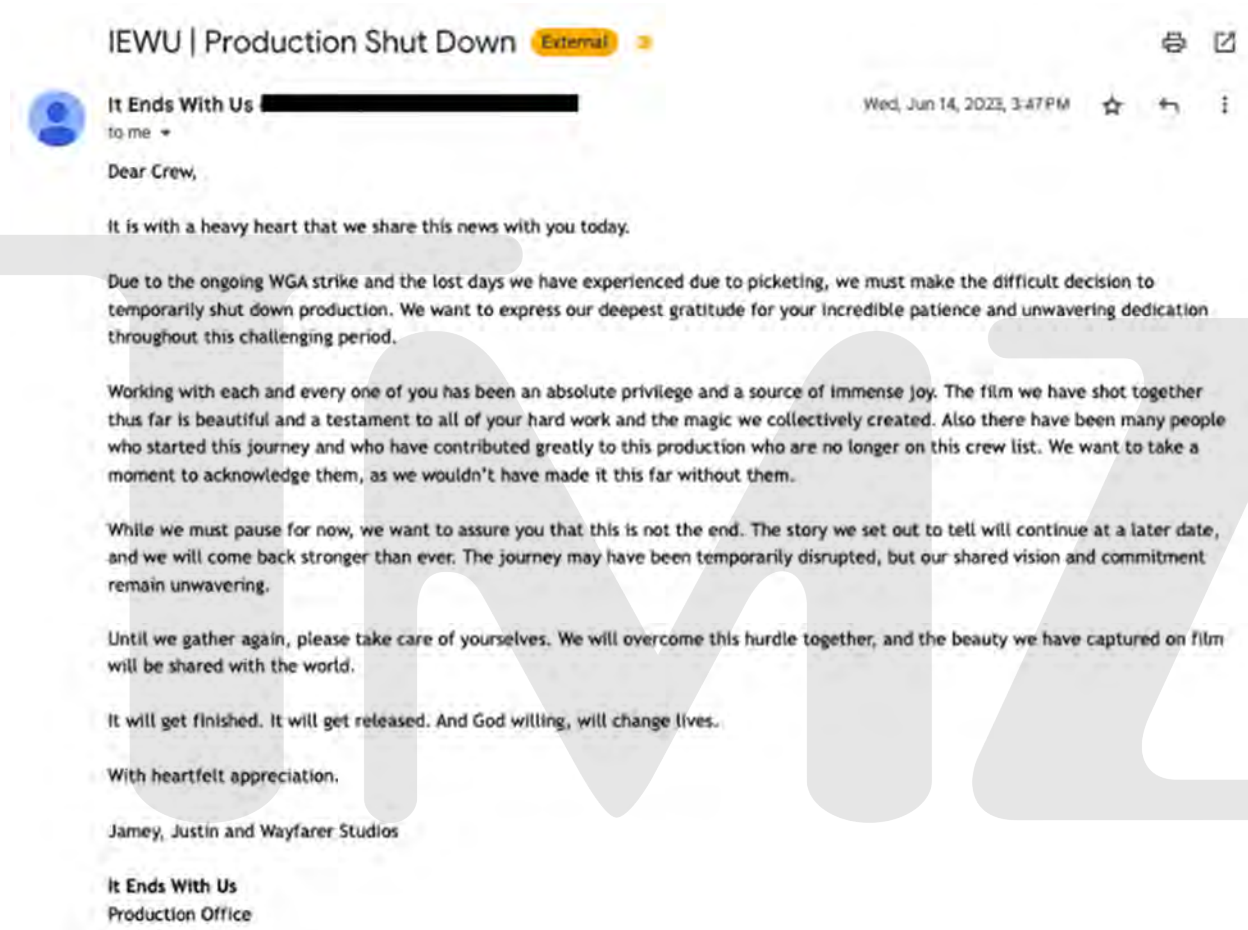 IEWU | Production Shut Down External
It Ends With Us
Wed, Jun 14, 2023, 3:47 PM
to me
Dear Crew,
It is with a heavy heart that we share this news with you today.
Due to the ongoing WGA strike and the lost days we have experienced due to picketing, we must make the difficult decision to
temporarily shut down production. We want to express our deepest gratitude for your incredible patience and unwavering dedication
throughout this challenging period.
Working with each and every one of you has been an absolute privilege and a source of immense joy. The film we have shot together
thus far is beautiful and a testament to all of your hard work and the magic we collectively created. Also there have been many people
who started this journey and who have contributed greatly to this production who are no longer on this crew list. We want to take a
moment to acknowledge them, as we wouldn't have made it this far without them.
While we must pause for now, we want to assure you that this is not the end. The story we set out to tell will continue at a later date,
and we will come back stronger than ever. The journey may have been temporarily disrupted, but our shared vision and commitment
remain unwavering.
Until we gather again, please take care of yourselves. We will overcome this hurdle together, and the beauty we have captured on film
will be shared with the world.
It will get finished. It will get released. And God willing, will change lives.
With heartfelt appreciation.
Jamey, Justin and Wayfarer Studios
It Ends With Us
Production Office
TMZ